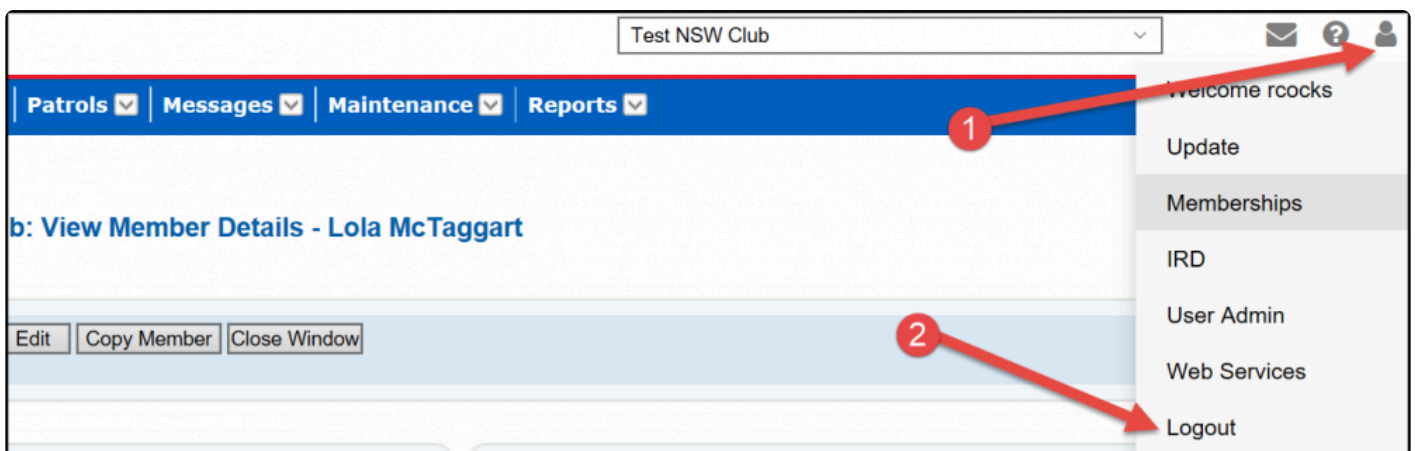 Test NSW Club
Patrols Messages Maintenance Reports
b: View Member Details - Lola McTaggart
Edit Copy Member Close Window
1
2
Welcome rcocks
Update
Memberships
IRD
User Admin
Web Services
Logout